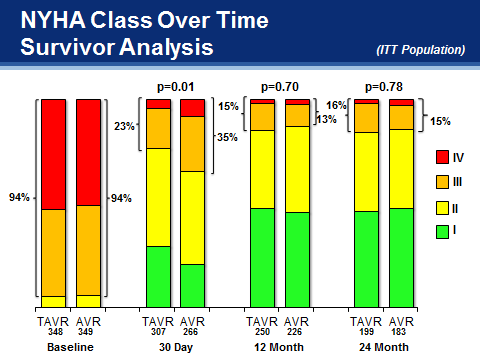 NYHA Class Over Time
Survivor Analysis
(ITT Population)
p=0.01 p=0.70 p=0.78
94% 94% 23% 35% 15% 13% 16% 15%
IV
III
II
I
TAVR AVR TAVR AVR TAVR AVR TAVR AVR
348 349 307 266 250 226 199 183
Baseline 30 Day 12 Month 24 Month